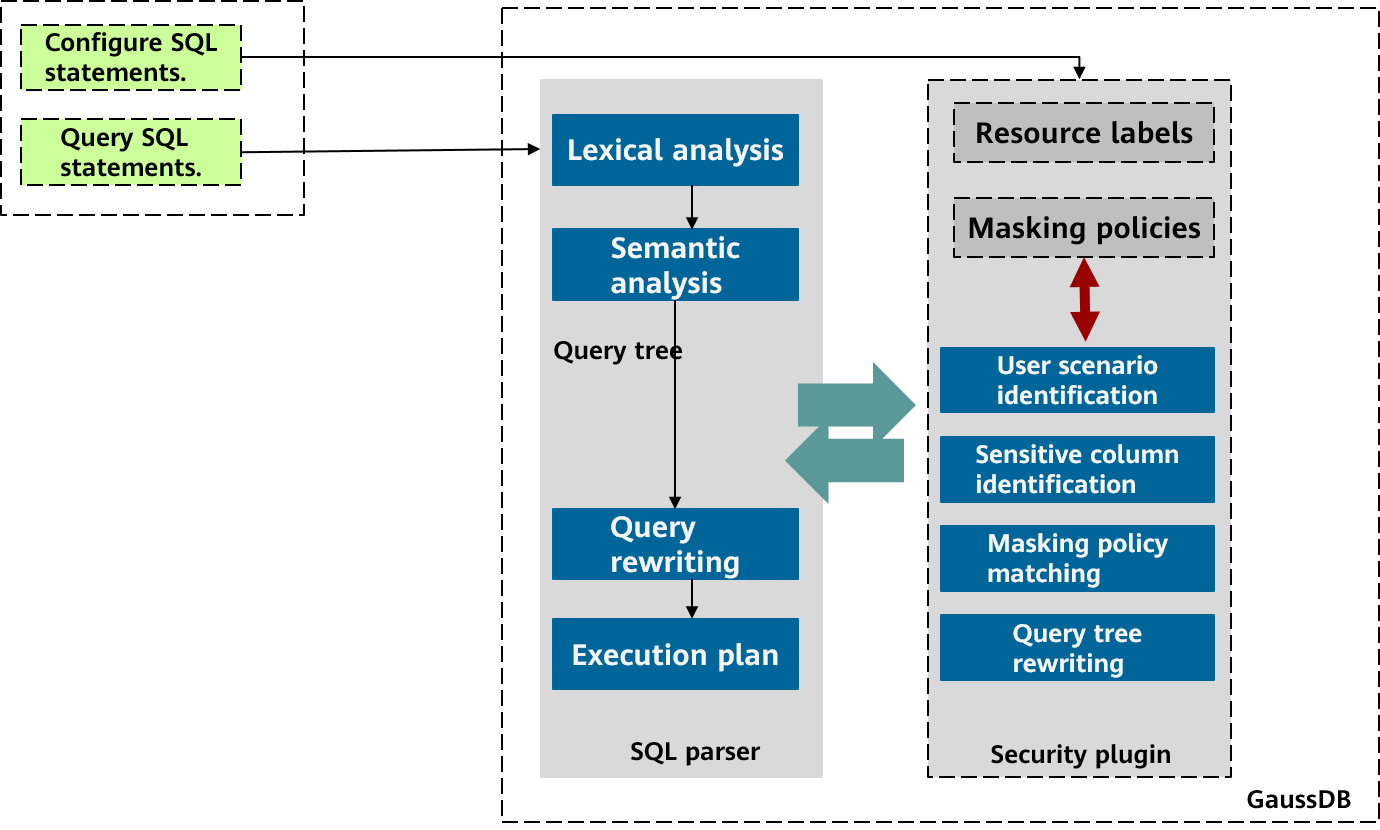 Configure SQL
statements.
Query SQL
statements.
Lexical analysis
Semantic
analysis
Query tree
Query
rewriting
Execution plan
SQL parser
Resource labels
Masking policies
User scenario
identification
Sensitive column
identification
Masking policy
matching
Query tree
rewriting
Security plugin
GaussDB